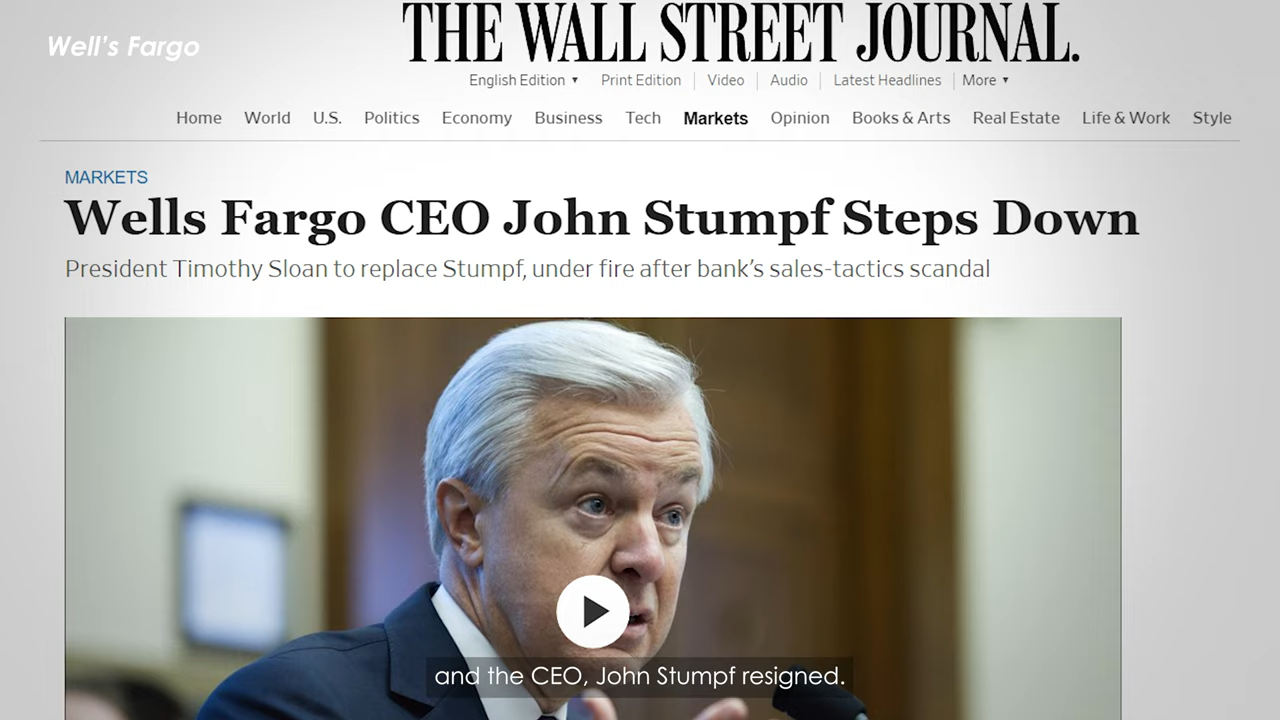 THE WALL STREET JOURNAL.
Well's Fargo
English Edition ▼ Print Edition Video Audio Latest Headlines More ▼
Home World U.S. Politics Economy Business Tech Markets Opinion Books & Arts Real Estate Life & Work Style
MARKETS
Wells Fargo CEO John Stumpf Steps Down
President Timothy Sloan to replace Stumpf, under fire after bank's sales-tactics scandal
and the CEO, John Stumpf resigned.